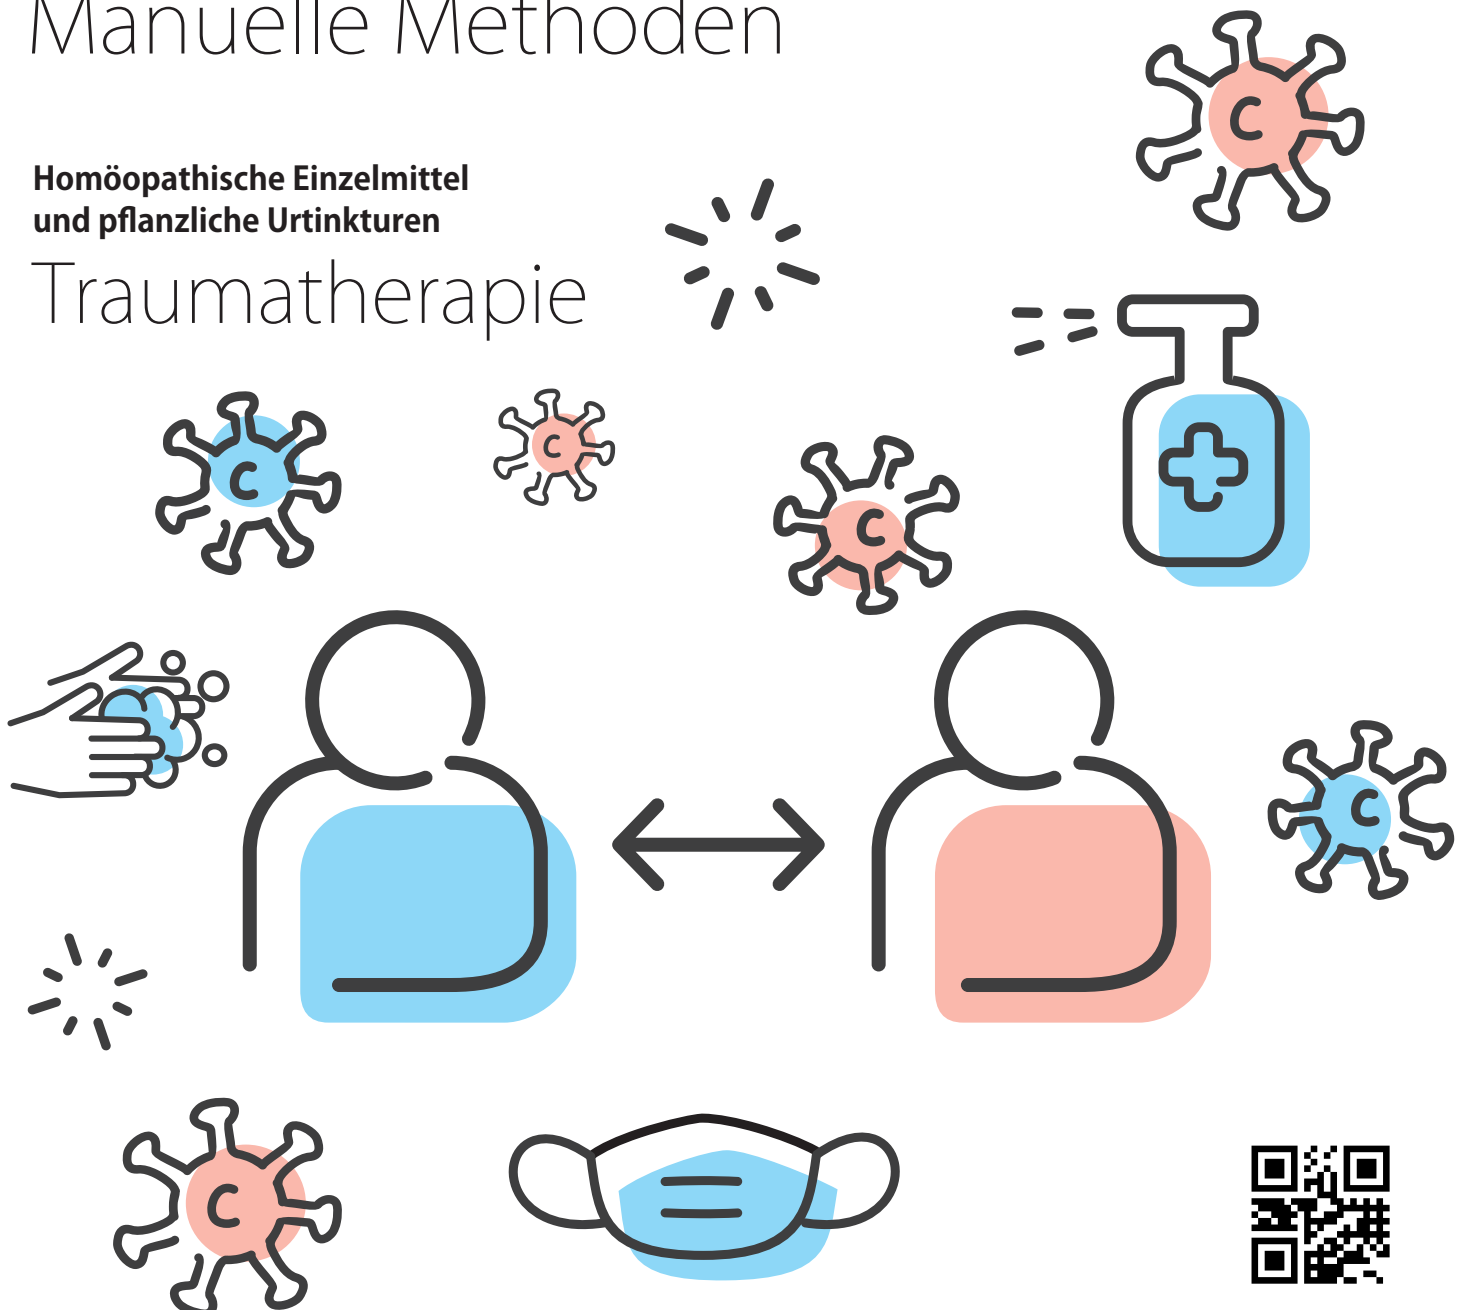 Manuelle Methoden
Homöopathische Einzelmittel
und pflanzliche Urtinkturen
Traumatherapie
C
C
C
C
C
C